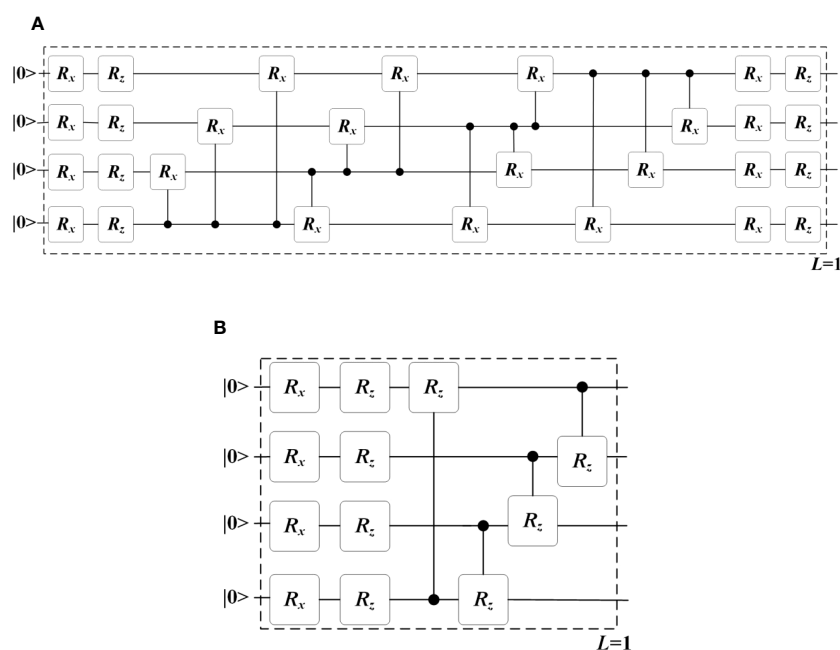 A
|0> Rx Rz Rx Rx Rx Rx Rz
|0> Rx Rz Rx Rx Rx Rx Rz
|0> Rx Rz Rx Rx Rx Rx Rz
|0> Rx Rz Rx Rx Rx Rx Rz
L=1
B
|0> Rx Rz Rz
|0> Rx Rz Rz
|0> Rx Rz Rz
|0> Rx Rz Rz
L=1